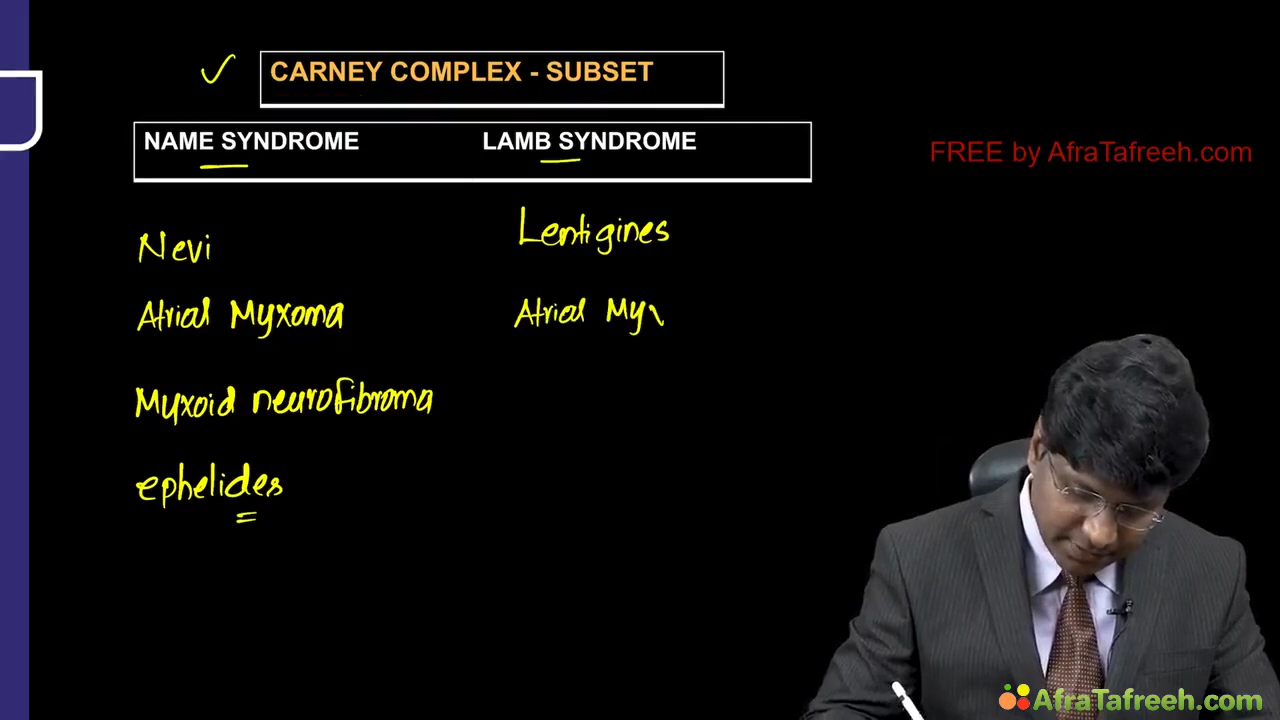 CARNEY COMPLEX - SUBSET
NAME SYNDROME LAMB SYNDROME
FREE by AfraTafreeh.com
Nevi Lentigines
Atrial Myxoma Atrial Myx
Myxoid neurofibroma
ephelides
AfraTafreeh.com